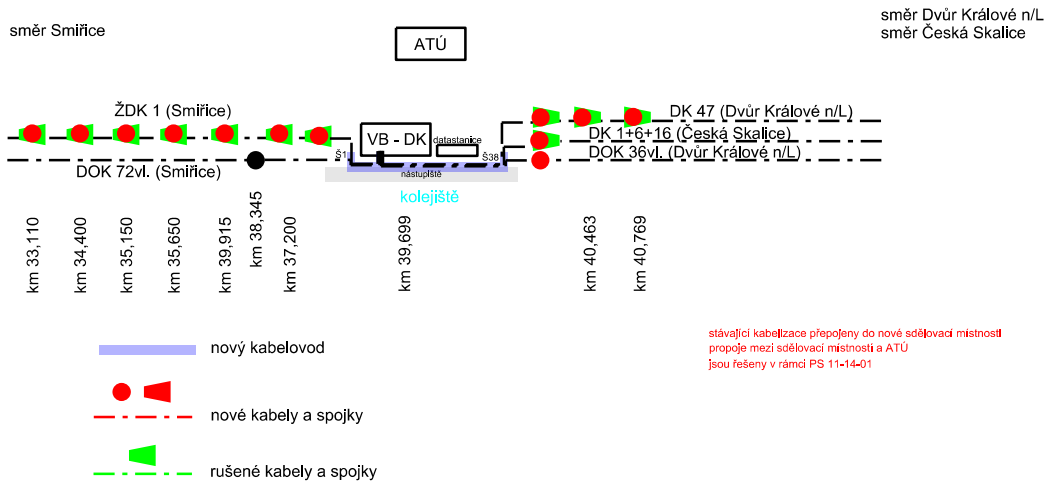 směr Smiřice
směr Dvůr Králové n/L
směr Česká Skalice
ATÚ
ŽDK 1 (Smiřice)
DK 47 (Dvůr Králové n/L)
VB - DK
datastanice
DK 1+6+16 (Česká Skalice)
Š1
Š38
DOK 36vl. (Dvůr Králové n/L)
DOK 72vl. (Smiřice)
nástupiště
kolejiště
km 33,110
km 34,400
km 35,150
km 35,650
km 39,915
km 38,345
km 37,200
km 39,699
km 40,463
km 40,769
nový kabelovod
nové kabely a spojky
rušené kabely a spojky
stávající kabelizace přepojeny do nové sdělovací místnosti
propoje mezi sdělovací místností a ATÚ
jsou řešeny v rámci PS 11-14-01